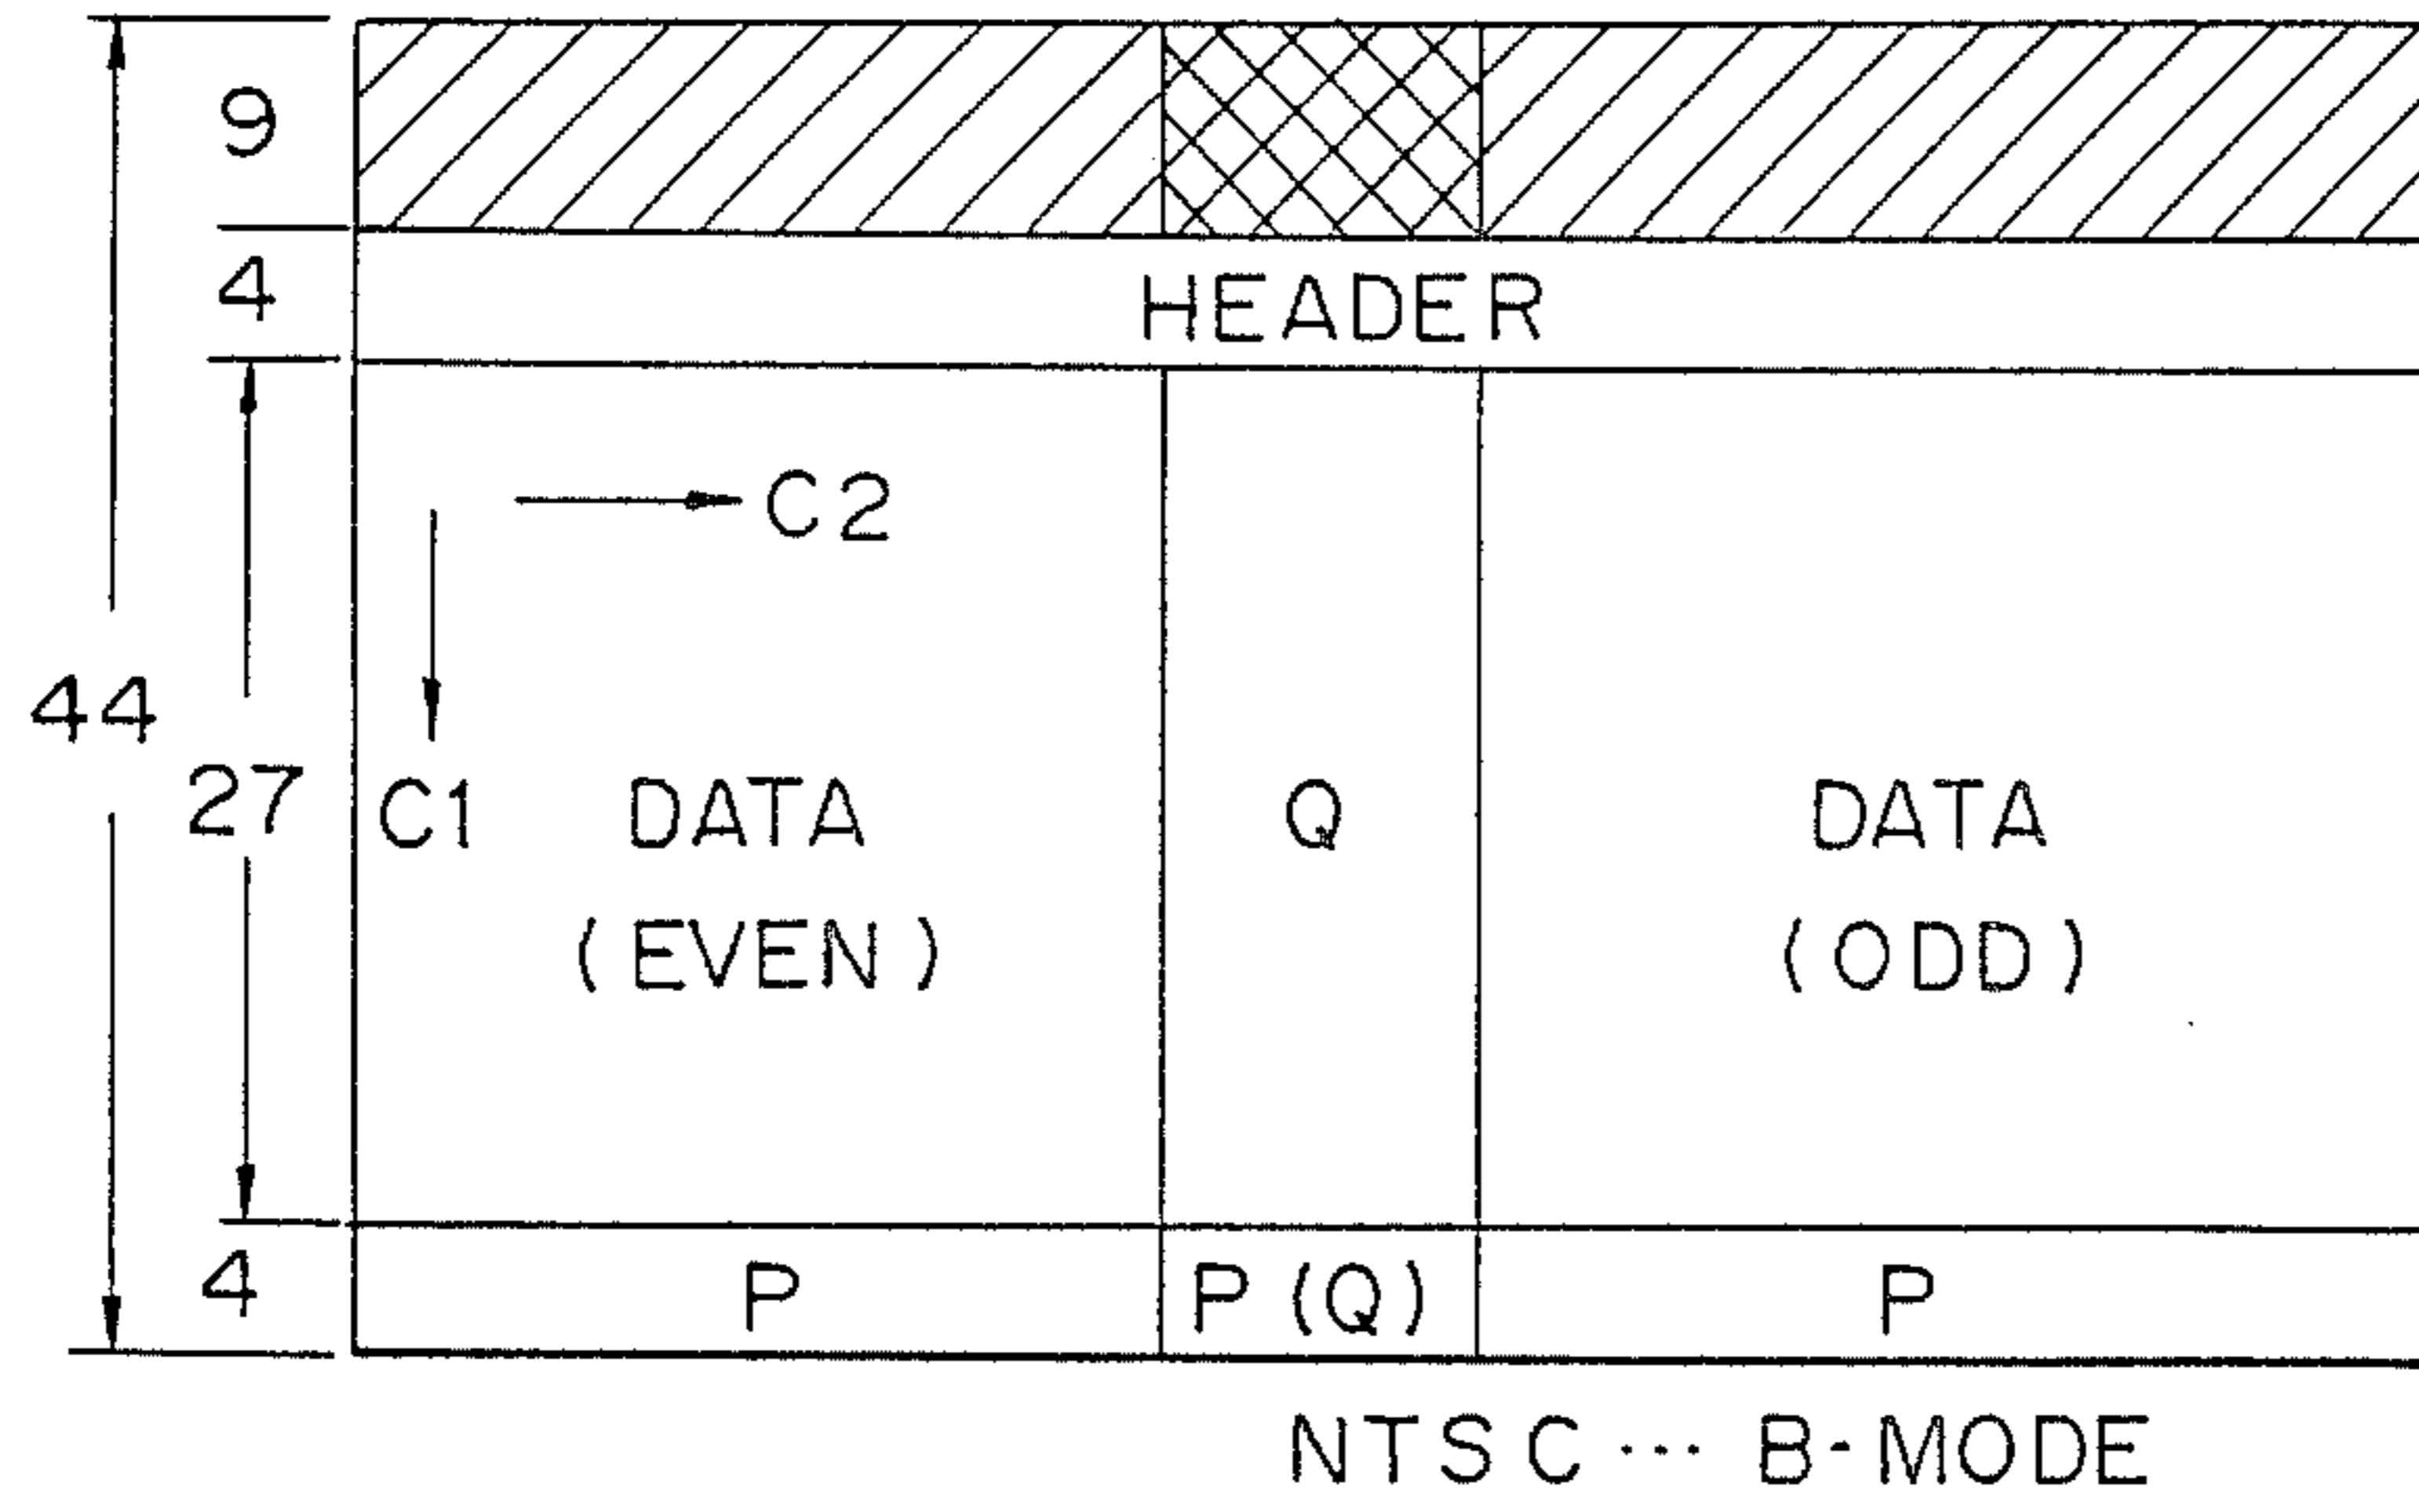 9
4 HEADER
C2
44
27 C1 DATA Q DATA
(EVEN) (ODD)
4 P P(Q) P
NTSC ··· B-MODE